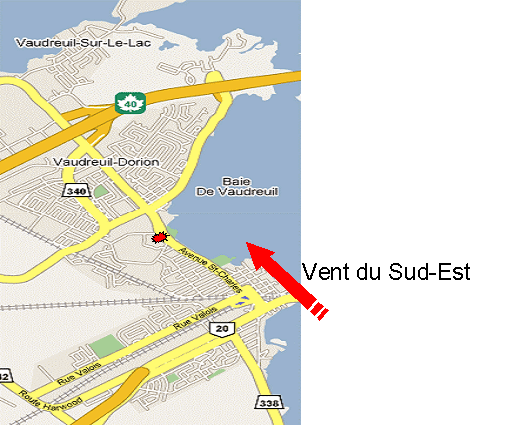 Vaudreuil-Sur-Le-Lac
40
Vaudreuil-Dorion
340
Baie
De Vaudreuil
Avenue St-Charles
Vent du Sud-Est
Rue Valois
20
Rue Valois
Route Harwood
338